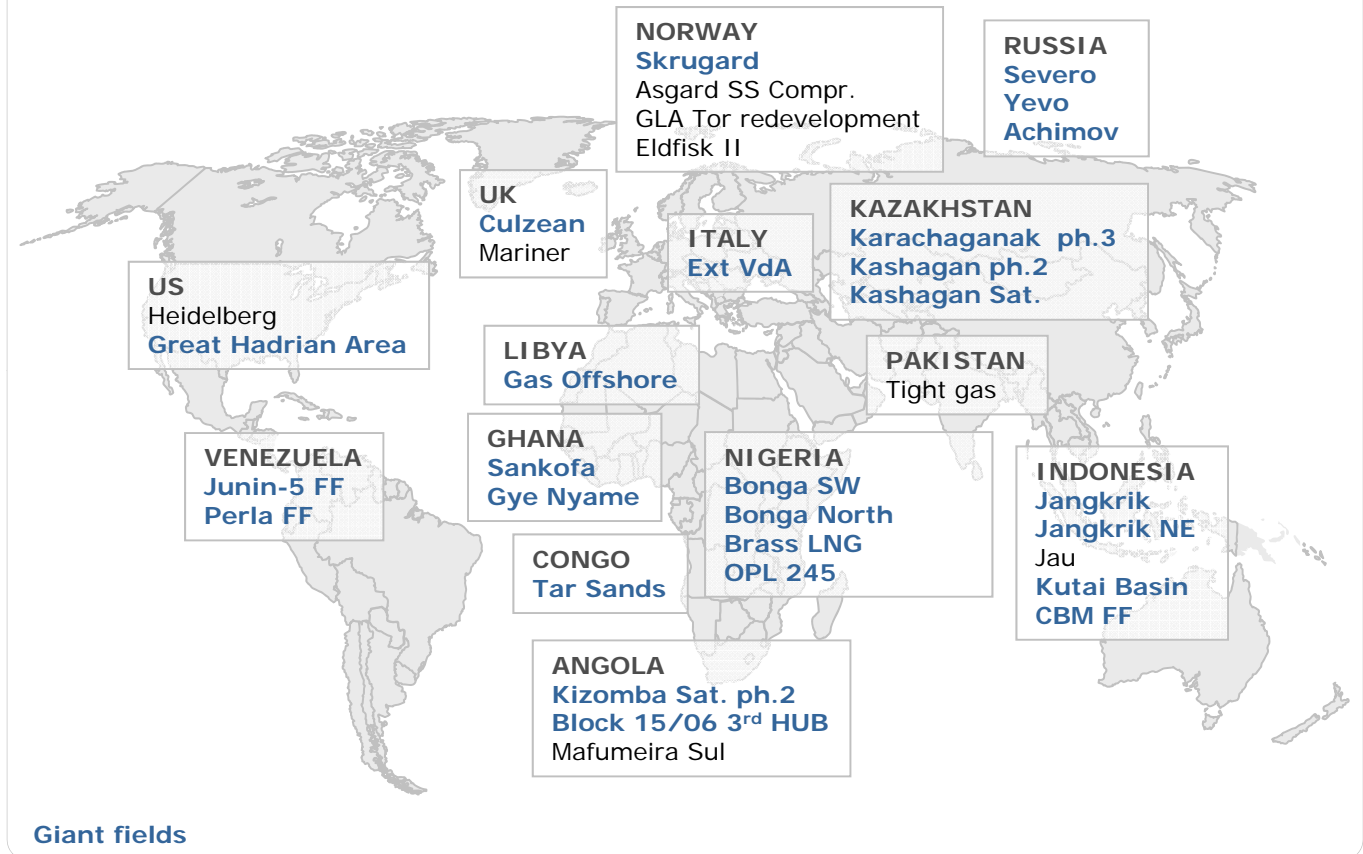 NORWAY
Skrugard
Asgard SS Compr.
GLA Tor redevelopment
Eldfisk II
RUSSIA
Severo
Yevo
Achimov
UK
Culzean
Mariner
ITALY
Ext VdA
KAZAKHSTAN
Karachaganak ph.3
Kashagan ph.2
Kashagan Sat.
US
Heidelberg
Great Hadrian Area
LIBYA
Gas Offshore
PAKISTAN
Tight gas
VENEZUELA
Junin-5 FF
Perla FF
GHANA
Sankofa
Gye Nyame
NIGERIA
Bonga SW
Bonga North
Brass LNG
OPL 245
INDONESIA
Jangkrik
Jangkrik NE
Jau
Kutai Basin
CBM FF
CONGO
Tar Sands
ANGOLA
Kizomba Sat. ph.2
Block 15/06 3rd HUB
Mafumeira Sul
Giant fields